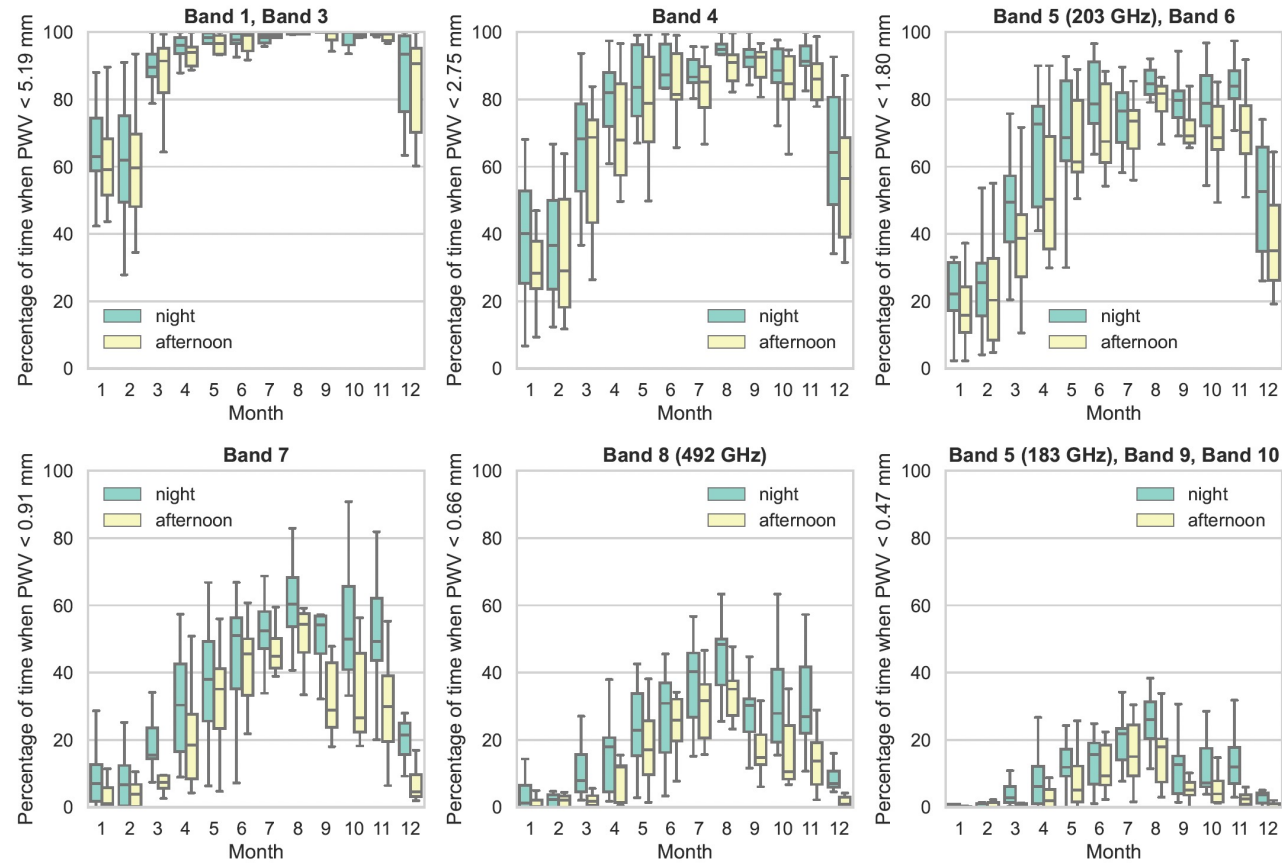 Band 1, Band 3
Percentage of time when PWV < 5.19 mm
100
80
60
40
20
0
night
afternoon
1 2 3 4 5 6 7 8 9 10 11 12
Month
Band 4
Percentage of time when PWV < 2.75 mm
100
80
60
40
20
0
night
afternoon
1 2 3 4 5 6 7 8 9 10 11 12
Month
Band 5 (203 GHz), Band 6
Percentage of time when PWV < 1.80 mm
100
80
60
40
20
0
night
afternoon
1 2 3 4 5 6 7 8 9 10 11 12
Month
Band 7
Percentage of time when PWV < 0.91 mm
100
80
60
40
20
0
night
afternoon
1 2 3 4 5 6 7 8 9 10 11 12
Month
Band 8 (492 GHz)
Percentage of time when PWV < 0.66 mm
100
80
60
40
20
0
night
afternoon
1 2 3 4 5 6 7 8 9 10 11 12
Month
Band 5 (183 GHz), Band 9, Band 10
Percentage of time when PWV < 0.47 mm
100
80
60
40
20
0
night
afternoon
1 2 3 4 5 6 7 8 9 10 11 12
Month